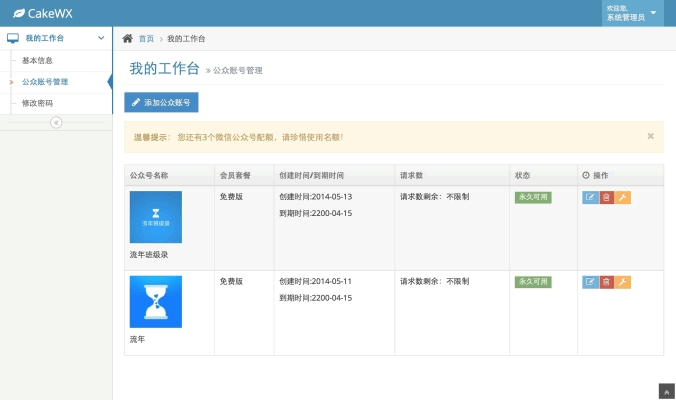 CakeWX
欢迎您,
系统管理员
我的工作台
基本信息
公众账号管理
修改密码
首页 > 我的工作台
我的工作台 » 公众账号管理
添加公众账号
温馨提示： 您还有3个微信公众号配额，请珍惜使用名额！
公众号名称 会员套餐 创建时间/到期时间 请求数 状态 操作
流年班级录
免费版 创建时间:2014-05-13 请求数剩余：不限制 永久可用
到期时间:2200-04-15
流年班级录
免费版 创建时间:2014-05-11 请求数剩余：不限制 永久可用
到期时间:2200-04-15
流年